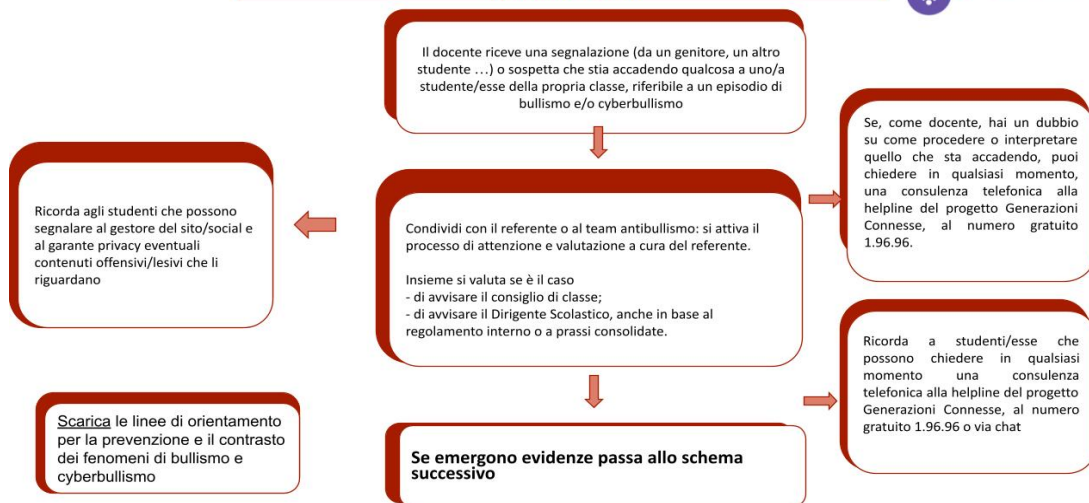 Il docente riceve una segnalazione (da un genitore, un altro
studente …) o sospetta che stia accadendo qualcosa a uno/a
studente/esse della propria classe, riferibile a un episodio di
bullismo e/o cyberbullismo
Se, come docente, hai un dubbio
su come procedere o interpretare
quello che sta accadendo, puoi
chiedere in qualsiasi momento,
una consulenza telefonica alla
helpline del progetto Generazioni
Connesse, al numero gratuito
1.96.96.
Ricorda agli studenti che possono
segnalare al gestore del sito/social e
al garante privacy eventuali
contenuti offensivi/lesivi che li
riguardano
Condividi con il referente o al team antibullismo: si attiva il
processo di attenzione e valutazione a cura del referente.
Insieme si valuta se è il caso
- di avvisare il consiglio di classe;
- di avvisare il Dirigente Scolastico, anche in base al
regolamento interno o a prassi consolidate.
Ricorda a studenti/esse che
possono chiedere in qualsiasi
momento una consulenza
telefonica alla helpline del progetto
Generazioni Connesse, al numero
gratuito 1.96.96 o via chat
Scarica le linee di orientamento
per la prevenzione e il contrasto
dei fenomeni di bullismo e
cyberbullismo
Se emergono evidenze passa allo schema
successivo